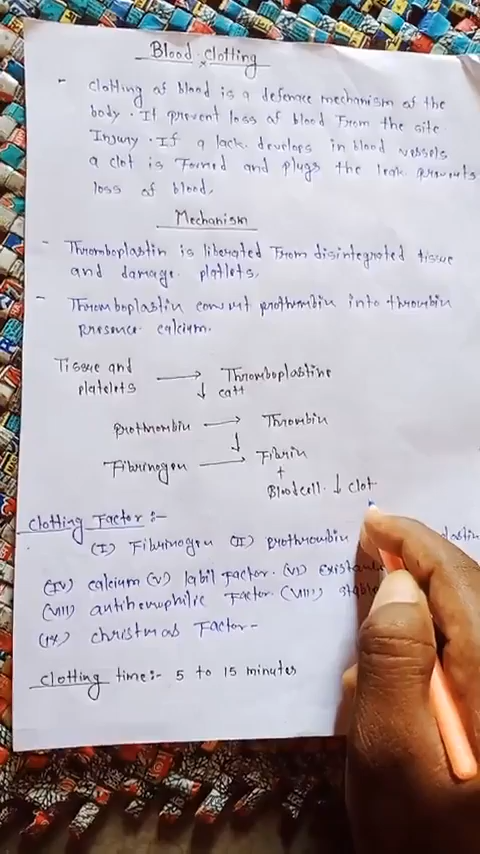 Blood Clotting
- Clotting of blood is a defence mechanism of the
body. It prevent loss of blood From the site
Injury. If a lack develops in blood vessels
a clot is Formed and plugs the leak prevents
loss of blood.
Mechanism
- Thromboplastin is liberated From disintegrated tissue
and damage platlets.
- Thromboplastin convrt prothrombin into thrombin
presence calcium.
Tissue and
platelets → Thromboplastine
↓ ca++
prothrombin → Thrombin
↓
Fibrinogen → Fibrin
+
Bloodcell ↓ clot
Clotting Factor :-
(I) Fibrinogen (II) prothrombin
(IV) calcium (V) labil Factor. (VI)
(VII) antihemophilic Factor (VIII)
(IX) christmas Factor -
Clotting time:- 5 to 15 minutes